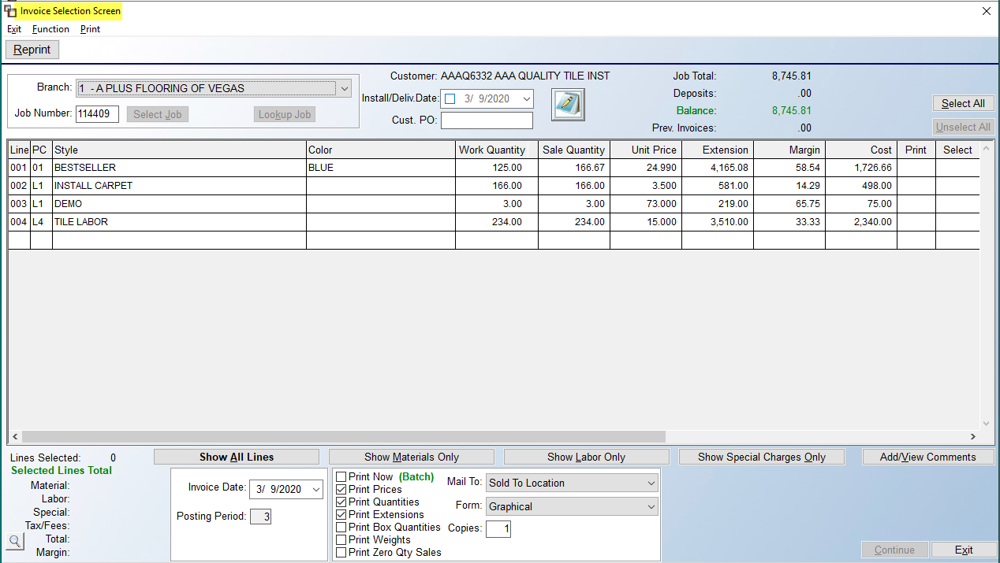 Invoice Selection Screen
Exit Function Print
Reprint
Branch: 1 - A PLUS FLOORING OF VEGAS
Job Number: 114409 Select Job Lookup Job
Customer: AAAQ6332 AAA QUALITY TILE INST
Install/Deliv.Date: 3/ 9/2020
Cust. PO:
Job Total: 8,745.81
Deposits: .00
Balance: 8,745.81
Prev. Invoices: .00
Select All
Unselect All
Line PC Style Color Work Quantity Sale Quantity Unit Price Extension Margin Cost Print Select
001 01 BESTSELLER BLUE 125.00 166.67 24.990 4,165.08 58.54 1,726.66
002 L1 INSTALL CARPET 166.00 166.00 3.500 581.00 14.29 498.00
003 L1 DEMO 3.00 3.00 73.000 219.00 65.75 75.00
004 L4 TILE LABOR 234.00 234.00 15.000 3,510.00 33.33 2,340.00
Lines Selected: 0
Show All Lines Show Materials Only Show Labor Only Show Special Charges Only Add/View Comments
Selected Lines Total
Material:
Labor:
Special:
Tax/Fees:
Total:
Margin:
Invoice Date: 3/ 9/2020
Posting Period: 3
Print Now (Batch)
Print Prices
Print Quantities
Print Extensions
Print Box Quantities
Print Weights
Print Zero Qty Sales
Mail To: Sold To Location
Form: Graphical
Copies: 1
Continue Exit